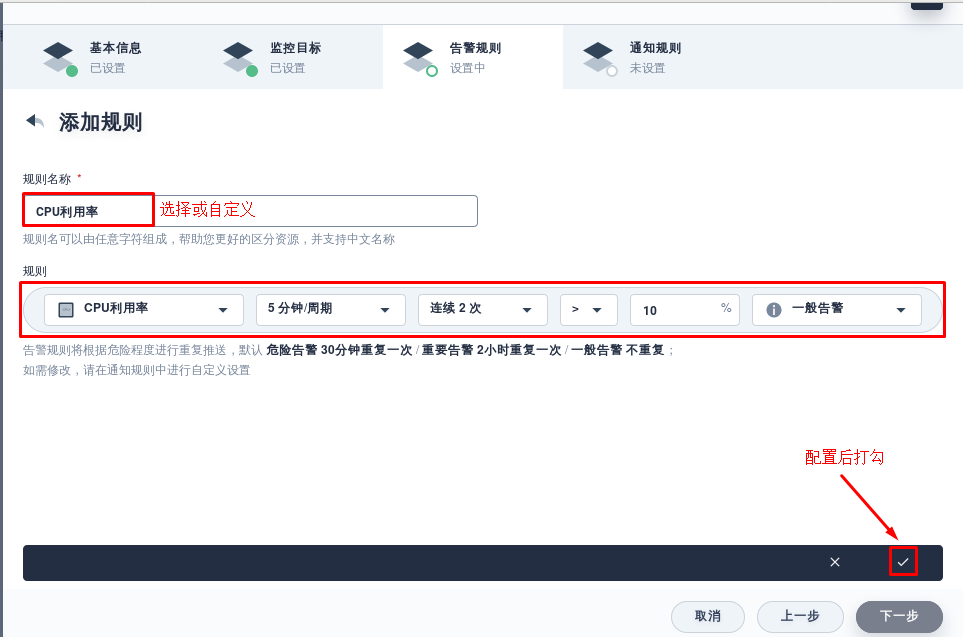 基本信息
已设置
监控目标
已设置
告警规则
设置中
通知规则
未设置
添加规则
规则名称 *
CPU利用率 选择或自定义
规则名可以由任意字符组成，帮助您更好的区分资源，并支持中文名称
规则
CPU利用率 5 分钟/周期 连续 2 次 > 10 % 一般告警
告警规则将根据危险程度进行重复推送，默认 危险告警 30分钟重复一次 / 重要告警 2小时重复一次 / 一般告警 不重复；
如需修改，请在通知规则中进行自定义设置
配置后打勾
取消 上一步 下一步